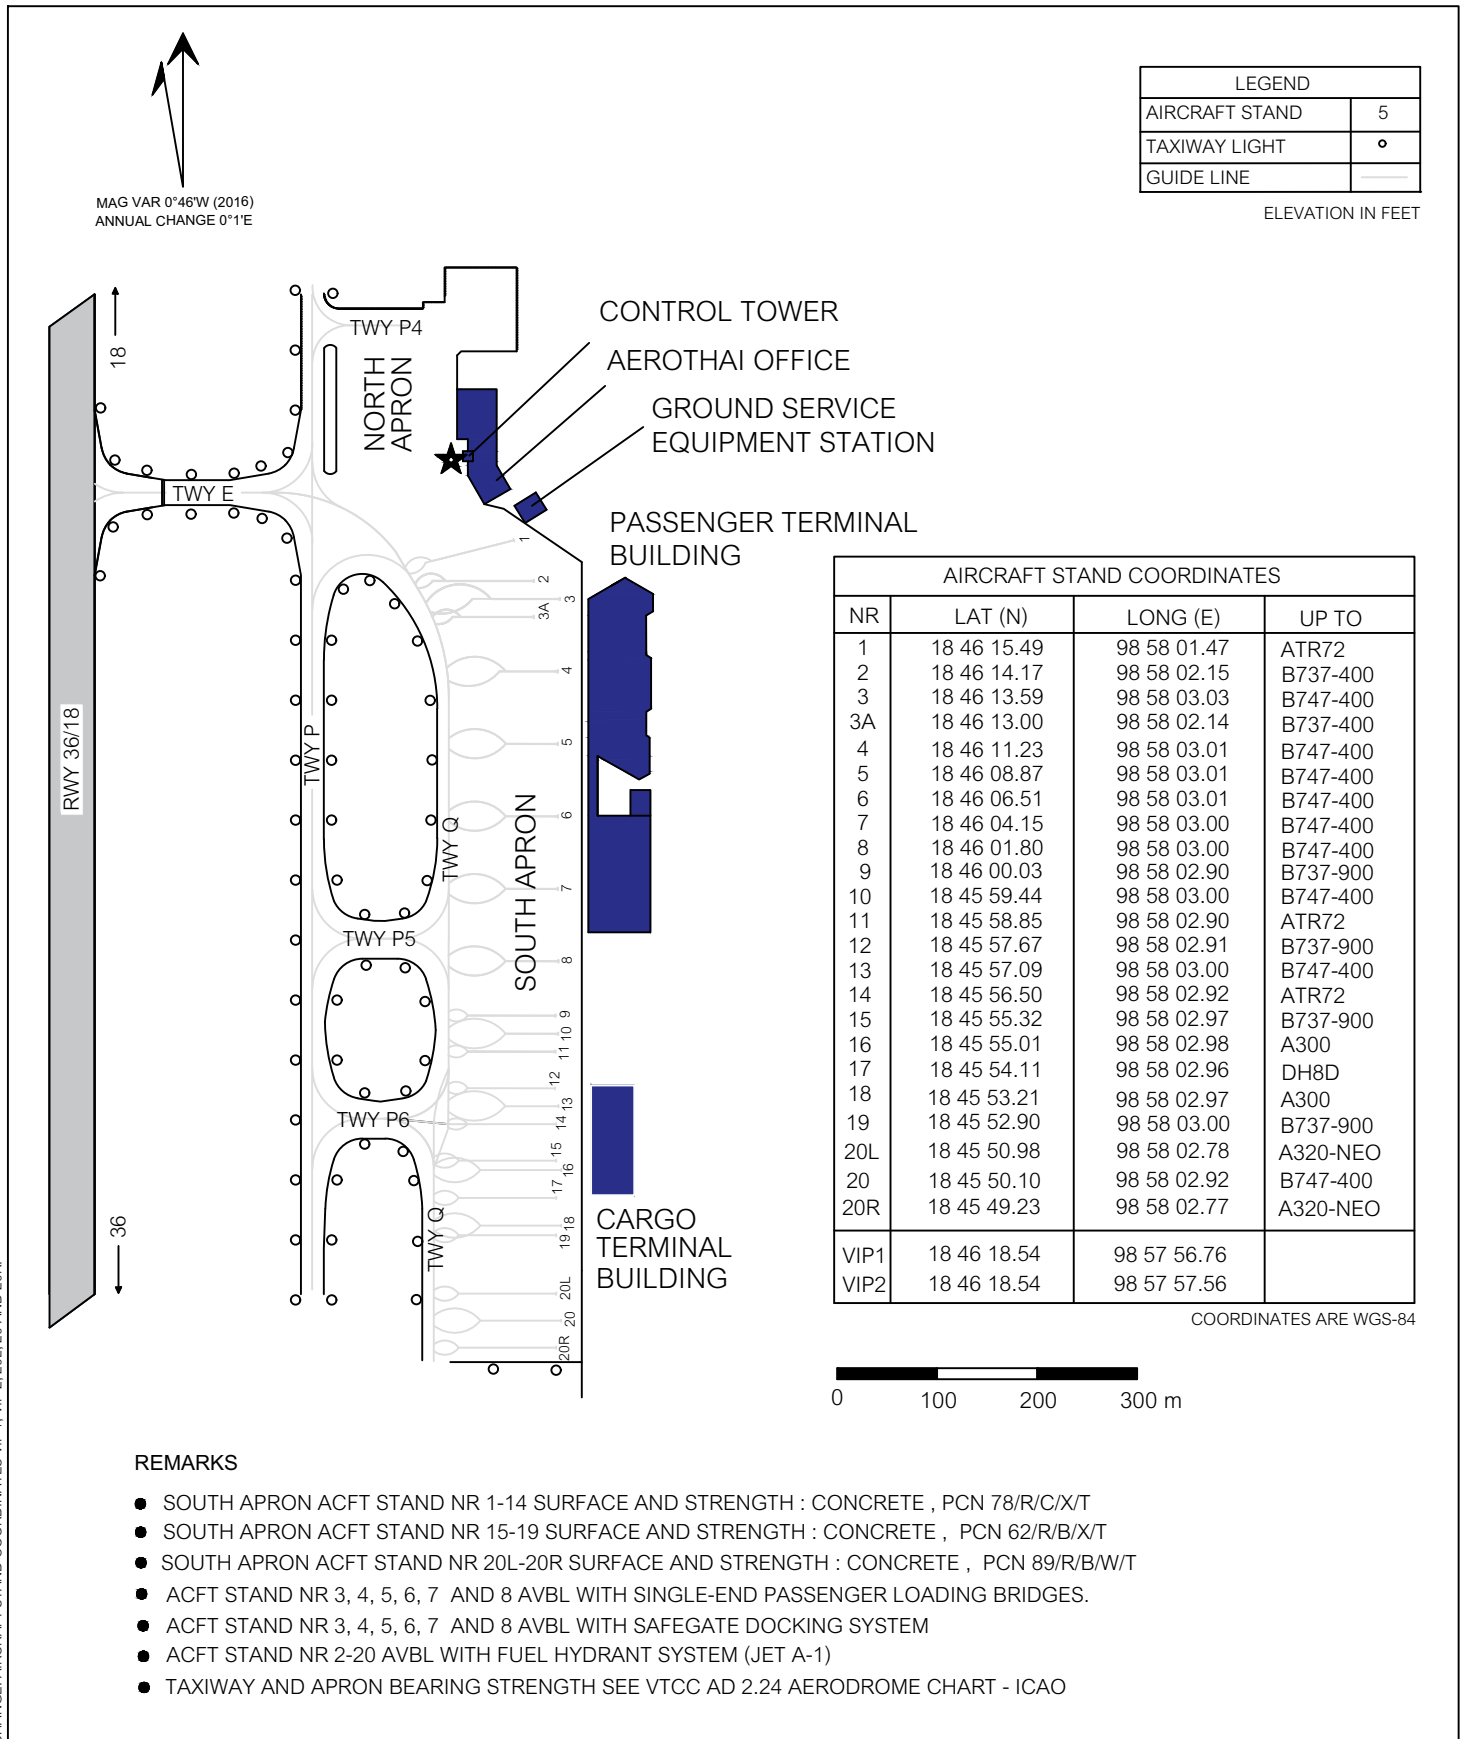 LEGEND
AIRCRAFT STAND 5
TAXIWAY LIGHT
GUIDE LINE
ELEVATION IN FEET
MAG VAR 0°46'W (2016)
ANNUAL CHANGE 0°1'E
18
TWY P4
NORTH
APRON
CONTROL TOWER
AEROTHAI OFFICE
GROUND SERVICE
EQUIPMENT STATION
TWY E
PASSENGER TERMINAL
BUILDING
1
2
3
3A
4
5
6
7
8
9
10
11
12
13
14
15
16
17
18
19
20L
20
20R
RWY 36/18
TWY P
TWY Q
SOUTH APRON
TWY P5
TWY P6
TWY Q
36
CARGO
TERMINAL
BUILDING
AIRCRAFT STAND COORDINATES
NR LAT (N) LONG (E) UP TO
1 18 46 15.49 98 58 01.47 ATR72
2 18 46 14.17 98 58 02.15 B737-400
3 18 46 13.59 98 58 03.03 B747-400
3A 18 46 13.00 98 58 02.14 B737-400
4 18 46 11.23 98 58 03.01 B747-400
5 18 46 08.87 98 58 03.01 B747-400
6 18 46 06.51 98 58 03.01 B747-400
7 18 46 04.15 98 58 03.00 B747-400
8 18 46 01.80 98 58 03.00 B747-400
9 18 46 00.03 98 58 02.90 B737-900
10 18 45 59.44 98 58 03.00 B747-400
11 18 45 58.85 98 58 02.90 ATR72
12 18 45 57.67 98 58 02.91 B737-900
13 18 45 57.09 98 58 03.00 B747-400
14 18 45 56.50 98 58 02.92 ATR72
15 18 45 55.32 98 58 02.97 B737-900
16 18 45 55.01 98 58 02.98 A300
17 18 45 54.11 98 58 02.96 DH8D
18 18 45 53.21 98 58 02.97 A300
19 18 45 52.90 98 58 03.00 B737-900
20L 18 45 50.98 98 58 02.78 A320-NEO
20 18 45 50.10 98 58 02.92 B747-400
20R 18 45 49.23 98 58 02.77 A320-NEO
VIP1 18 46 18.54 98 57 56.76
VIP2 18 46 18.54 98 57 57.56
COORDINATES ARE WGS-84
0 100 200 300 m
REMARKS
● SOUTH APRON ACFT STAND NR 1-14 SURFACE AND STRENGTH : CONCRETE , PCN 78/R/C/X/T
● SOUTH APRON ACFT STAND NR 15-19 SURFACE AND STRENGTH : CONCRETE , PCN 62/R/B/X/T
● SOUTH APRON ACFT STAND NR 20L-20R SURFACE AND STRENGTH : CONCRETE , PCN 89/R/B/W/T
● ACFT STAND NR 3, 4, 5, 6, 7 AND 8 AVBL WITH SINGLE-END PASSENGER LOADING BRIDGES.
● ACFT STAND NR 3, 4, 5, 6, 7 AND 8 AVBL WITH SAFEGATE DOCKING SYSTEM
● ACFT STAND NR 2-20 AVBL WITH FUEL HYDRANT SYSTEM (JET A-1)
● TAXIWAY AND APRON BEARING STRENGTH SEE VTCC AD 2.24 AERODROME CHART - ICAO